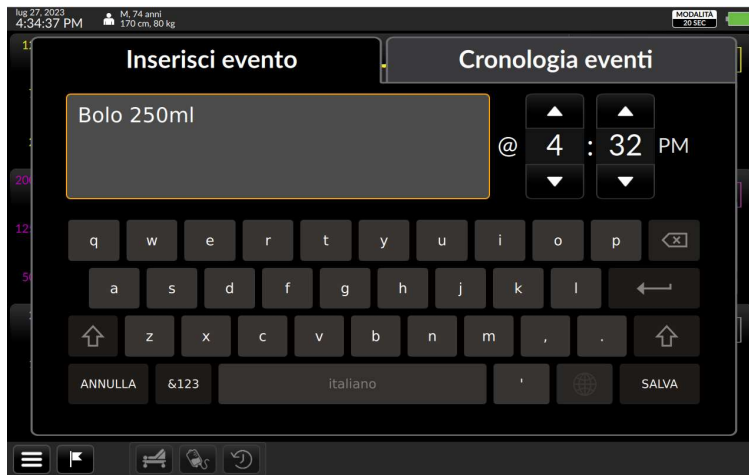 lug 27, 2023
4:34:37 PM
M, 74 anni
170 cm, 80 kg
MODALITÀ
20 SEC
Inserisci evento
Cronologia eventi
Bolo 250ml
@ 4 : 32 PM
q w e r t y u i o p
a s d f g h j k l
z x c v b n m , .
ANNULLA &123 italiano ' SALVA